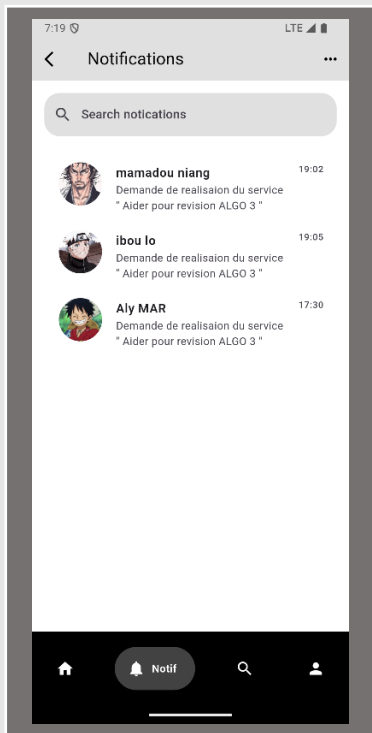 7:19 LTE
Notifications
Search notications
mamadou niang 19:02
Demande de realisaion du service
" Aider pour revision ALGO 3 "
ibou lo 19:05
Demande de realisaion du service
" Aider pour revision ALGO 3 "
Aly MAR 17:30
Demande de realisaion du service
" Aider pour revision ALGO 3 "
Notif